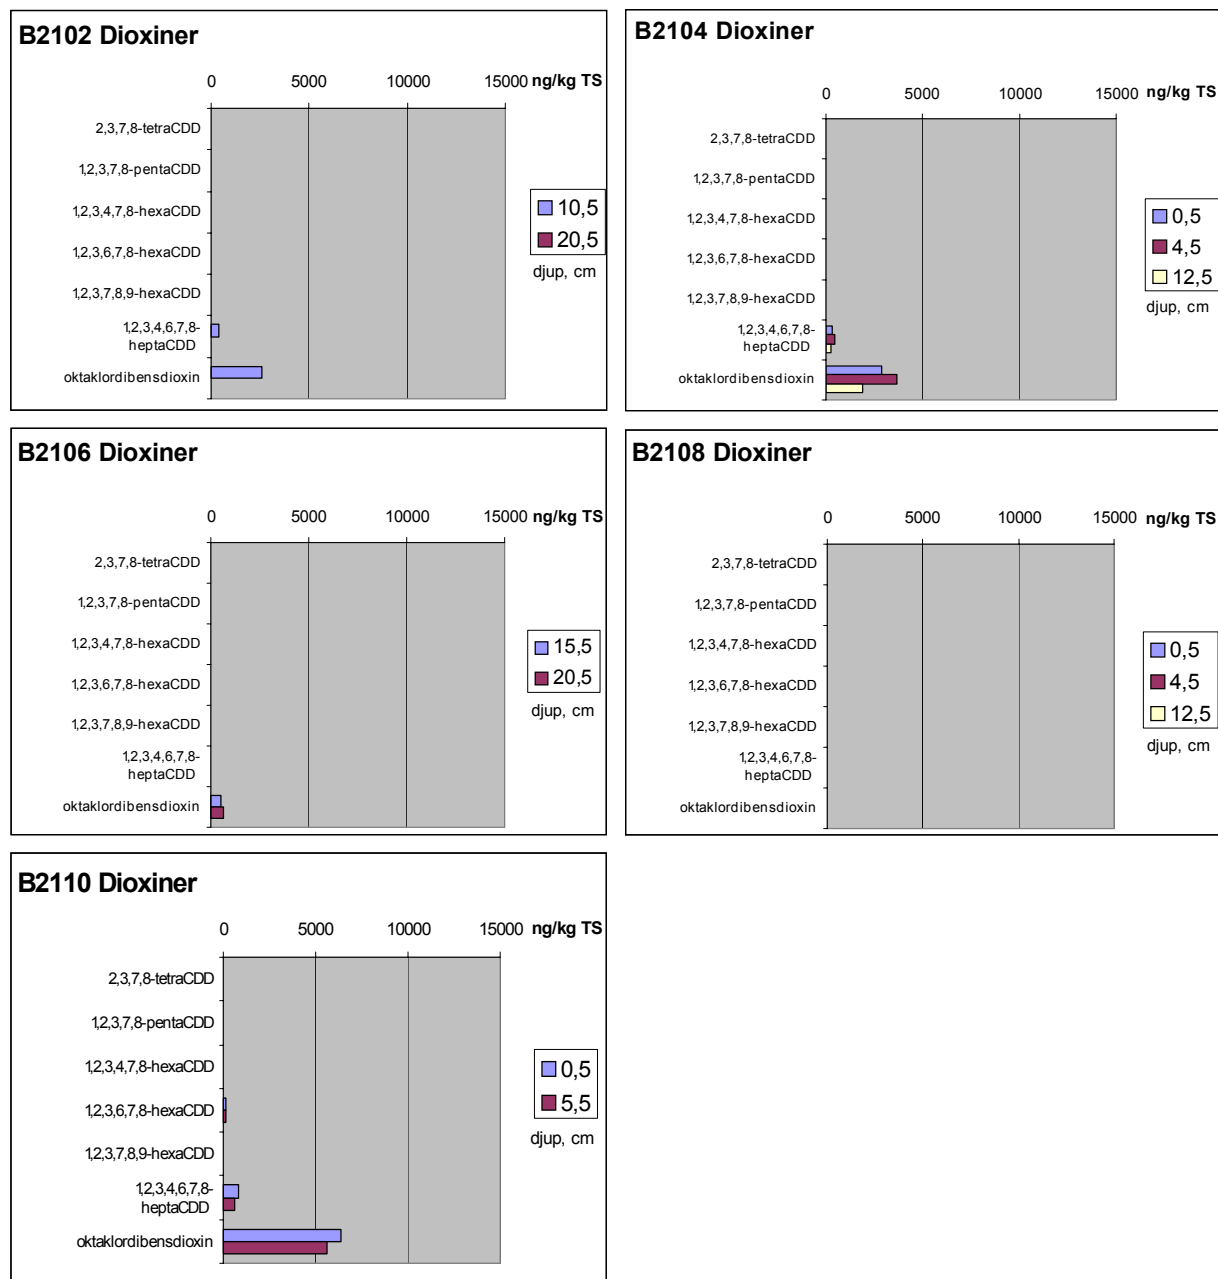 B2102 Dioxiner
0 5000 10000 15000 ng/kg TS
2,3,7,8-tetraCDD
1,2,3,7,8-pentaCDD
1,2,3,4,7,8-hexaCDD
1,2,3,6,7,8-hexaCDD
1,2,3,7,8,9-hexaCDD
1,2,3,4,6,7,8-
heptaCDD
oktaklordibensdioxin
10,5
20,5
djup, cm
B2104 Dioxiner
0 5000 10000 15000 ng/kg TS
2,3,7,8-tetraCDD
1,2,3,7,8-pentaCDD
1,2,3,4,7,8-hexaCDD
1,2,3,6,7,8-hexaCDD
1,2,3,7,8,9-hexaCDD
1,2,3,4,6,7,8-
heptaCDD
oktaklordibensdioxin
0,5
4,5
12,5
djup, cm
B2106 Dioxiner
0 5000 10000 15000 ng/kg TS
2,3,7,8-tetraCDD
1,2,3,7,8-pentaCDD
1,2,3,4,7,8-hexaCDD
1,2,3,6,7,8-hexaCDD
1,2,3,7,8,9-hexaCDD
1,2,3,4,6,7,8-
heptaCDD
oktaklordibensdioxin
15,5
20,5
djup, cm
B2108 Dioxiner
0 5000 10000 15000 ng/kg TS
2,3,7,8-tetraCDD
1,2,3,7,8-pentaCDD
1,2,3,4,7,8-hexaCDD
1,2,3,6,7,8-hexaCDD
1,2,3,7,8,9-hexaCDD
1,2,3,4,6,7,8-
heptaCDD
oktaklordibensdioxin
0,5
4,5
12,5
djup, cm
B2110 Dioxiner
0 5000 10000 15000 ng/kg TS
2,3,7,8-tetraCDD
1,2,3,7,8-pentaCDD
1,2,3,4,7,8-hexaCDD
1,2,3,6,7,8-hexaCDD
1,2,3,7,8,9-hexaCDD
1,2,3,4,6,7,8-
heptaCDD
oktaklordibensdioxin
0,5
5,5
djup, cm